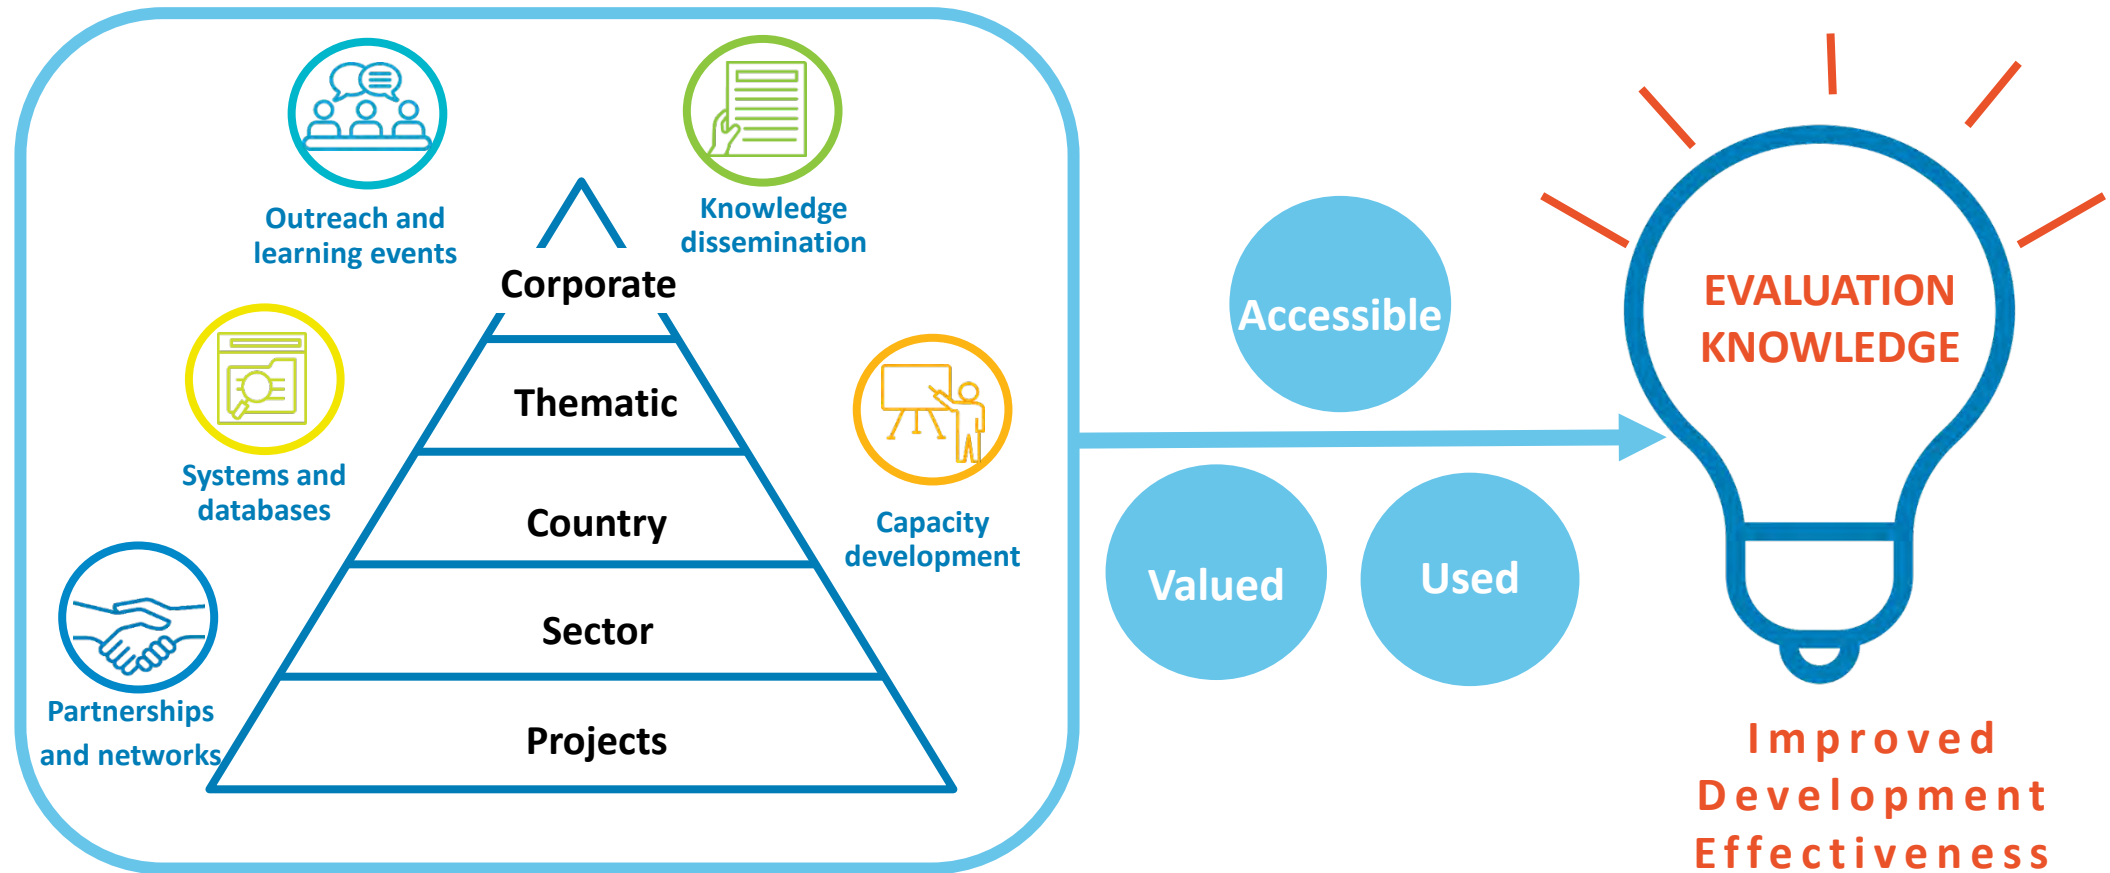 Outreach and
learning events
Knowledge
dissemination
Systems and
databases
Capacity
development
Partnerships
and networks
Corporate
Thematic
Country
Sector
Projects
Accessible
Valued
Used
EVALUATION
KNOWLEDGE
Improved
Development
Effectiveness